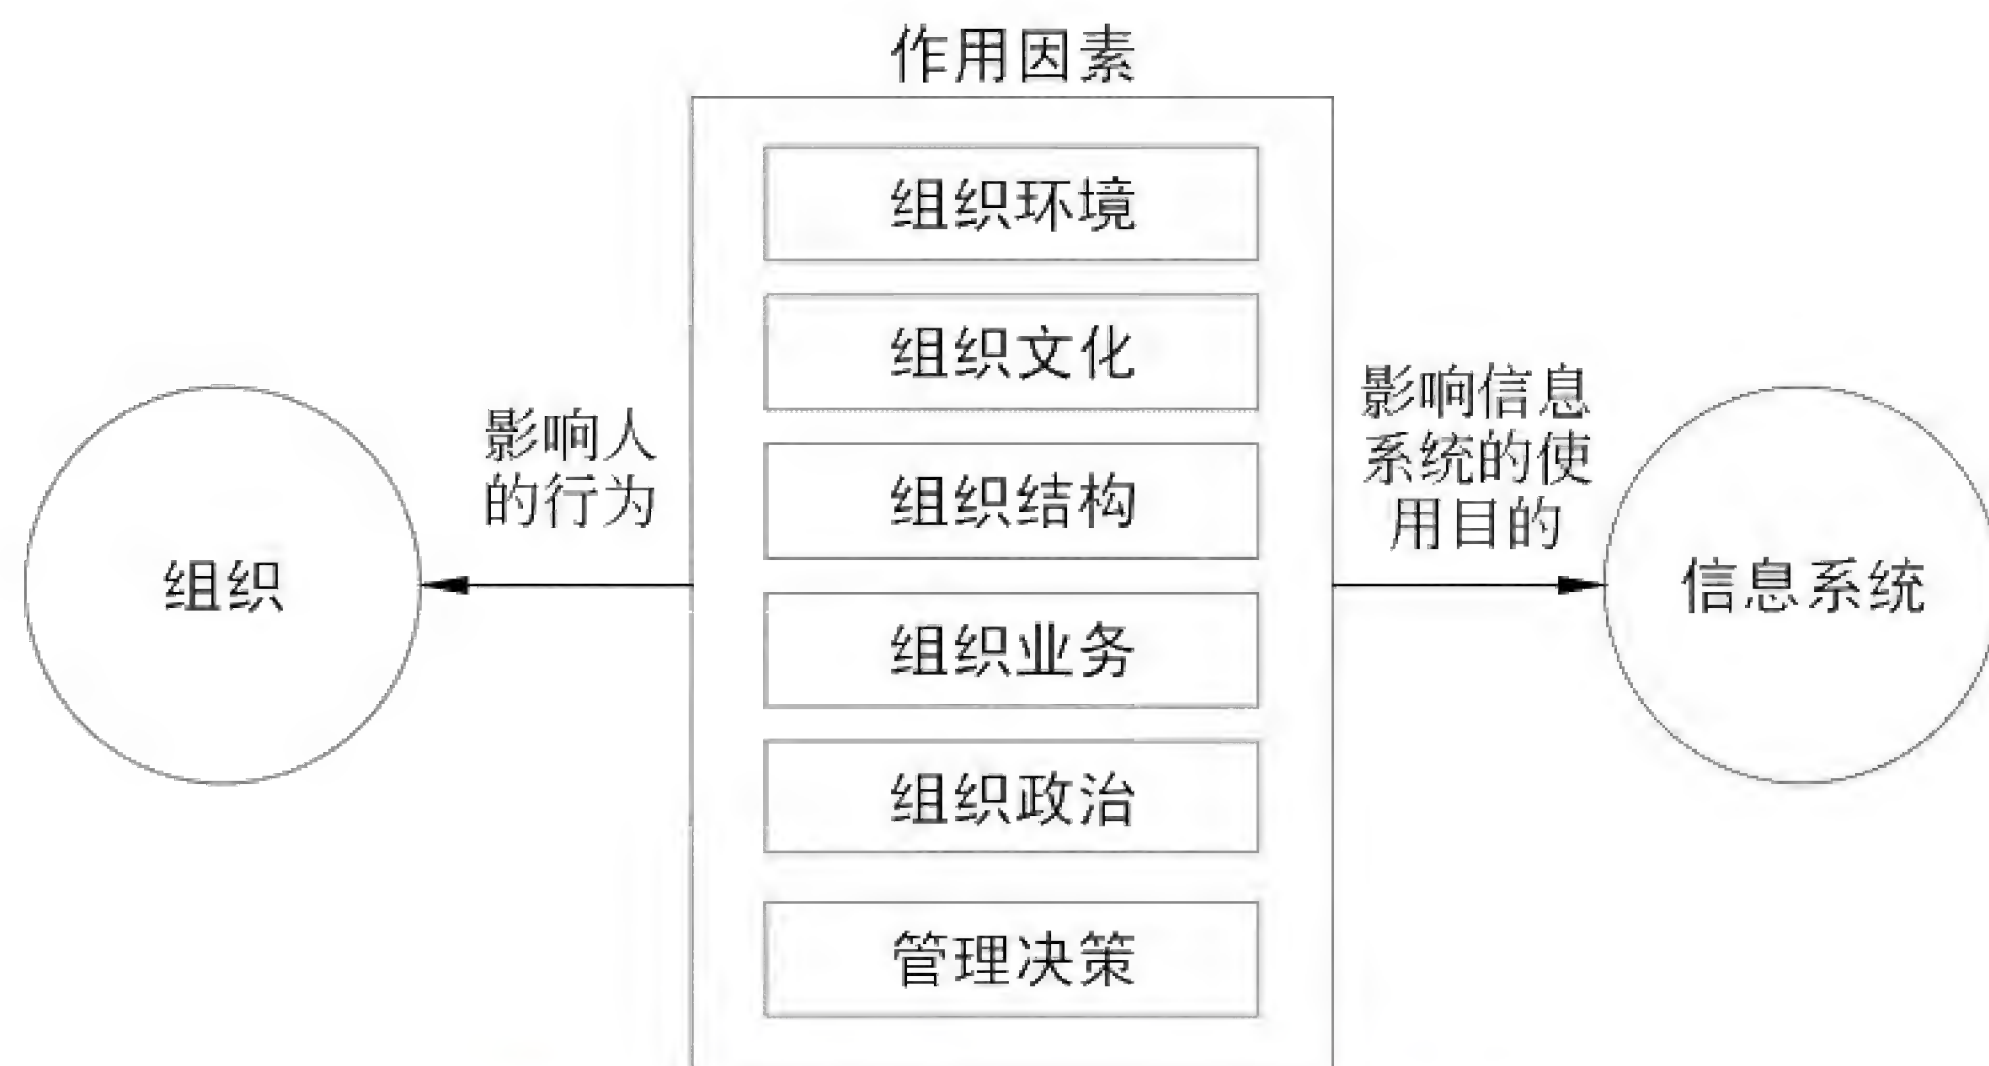 作用因素
组织环境
组织文化
组织结构
组织业务
组织政治
管理决策
影响人
的行为
组织
影响信息
系统的使
用目的
信息系统